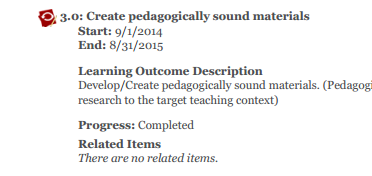 3.0: Create pedagogically sound materials
Start: 9/1/2014
End: 8/31/2015
Learning Outcome Description
Develop/Create pedagogically sound materials. (Pedagogi
research to the target teaching context)
Progress: Completed
Related Items
There are no related items.